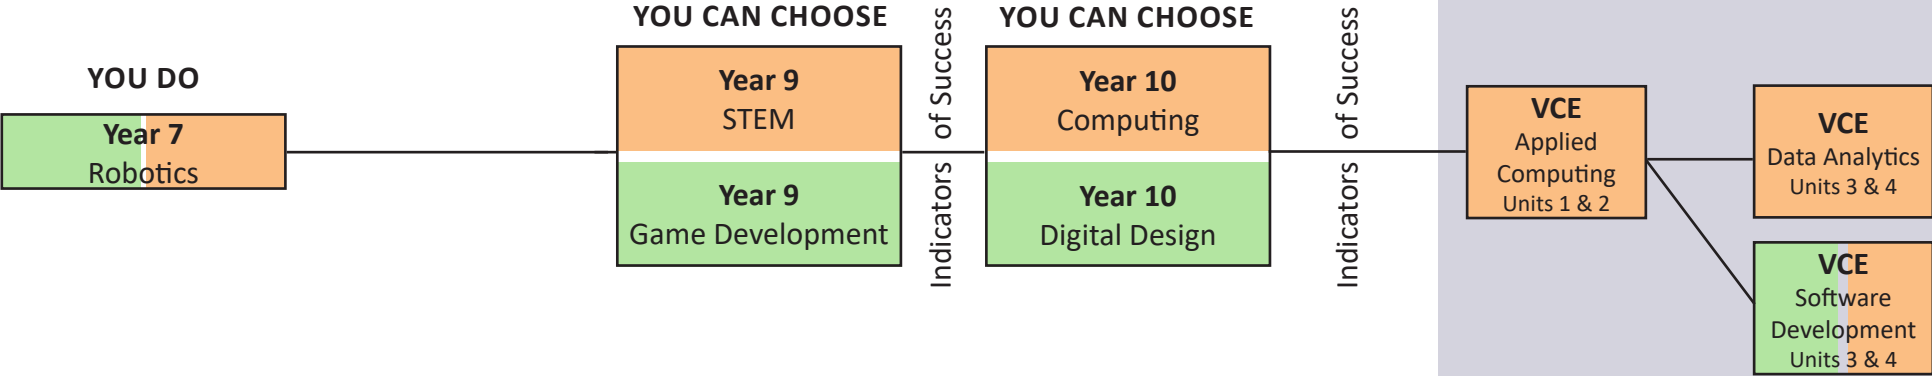 YOU DO
Year 7
Robotics
YOU CAN CHOOSE
Year 9
STEM
Year 9
Game Development
Indicators of Success
YOU CAN CHOOSE
Year 10
Computing
Year 10
Digital Design
Indicators of Success
VCE
Applied
Computing
Units 1 & 2
VCE
Data Analytics
Units 3 & 4
VCE
Software
Development
Units 3 & 4